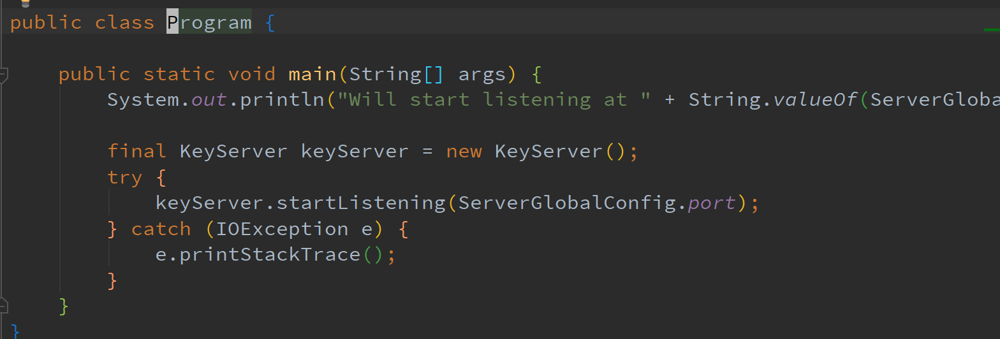 public class Program {
public static void main(String[] args) {
System.out.println("Will start listening at " + String.valueOf(ServerGloba
final KeyServer keyServer = new KeyServer();
try {
keyServer.startListening(ServerGlobalConfig.port);
} catch (IOException e) {
e.printStackTrace();
}
}
}